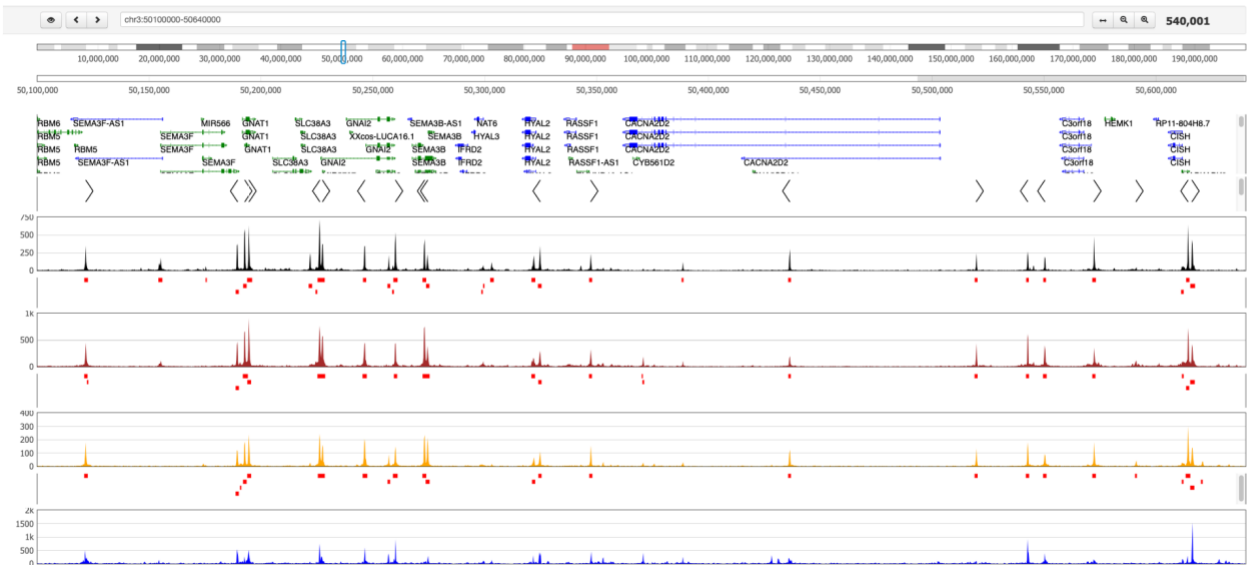 chr3:50100000-50640000 540,001
10,000,000 20,000,000 30,000,000 40,000,000 50,000,000 60,000,000 70,000,000 80,000,000 90,000,000 100,000,000 110,000,000 120,000,000 130,000,000 140,000,000 150,000,000 160,000,000 170,000,000 180,000,000 190,000,000
50,100,000 50,150,000 50,200,000 50,250,000 50,300,000 50,350,000 50,400,000 50,450,000 50,500,000 50,550,000 50,600,000
RBM6 SEMA3F-AS1 MIR566 GNAT1 SLC38A3 GNAI2 SEMA3B-AS1 NAT6 HYAL2 RASSF1 CACNA2D2 C3orf18 HEMK1 RP11-804H8.7
RBM5 SEMA3F GNAT1 SLC38A3 XXcos-LUCA16.1 SEMA3B HYAL3 HYAL2 RASSF1 CACNA2D2 C3orf18 CISH
RBM5 RBM5 SEMA3F GNAT1 SLC38A3 GNAI2 SEMA3B IFRD2 HYAL2 RASSF1 CACNA2D2 C3orf18 CISH
RBM5 SEMA3F-AS1 SEMA3F SLC38A3 GNAI2 SEMA3B IFRD2 HYAL2 RASSF1-AS1 CYB561D2 CACNA2D2 C3orf18 CISH
750
500
250
0
1k
500
0
400
300
200
100
0
2k
1500
1k
500
0